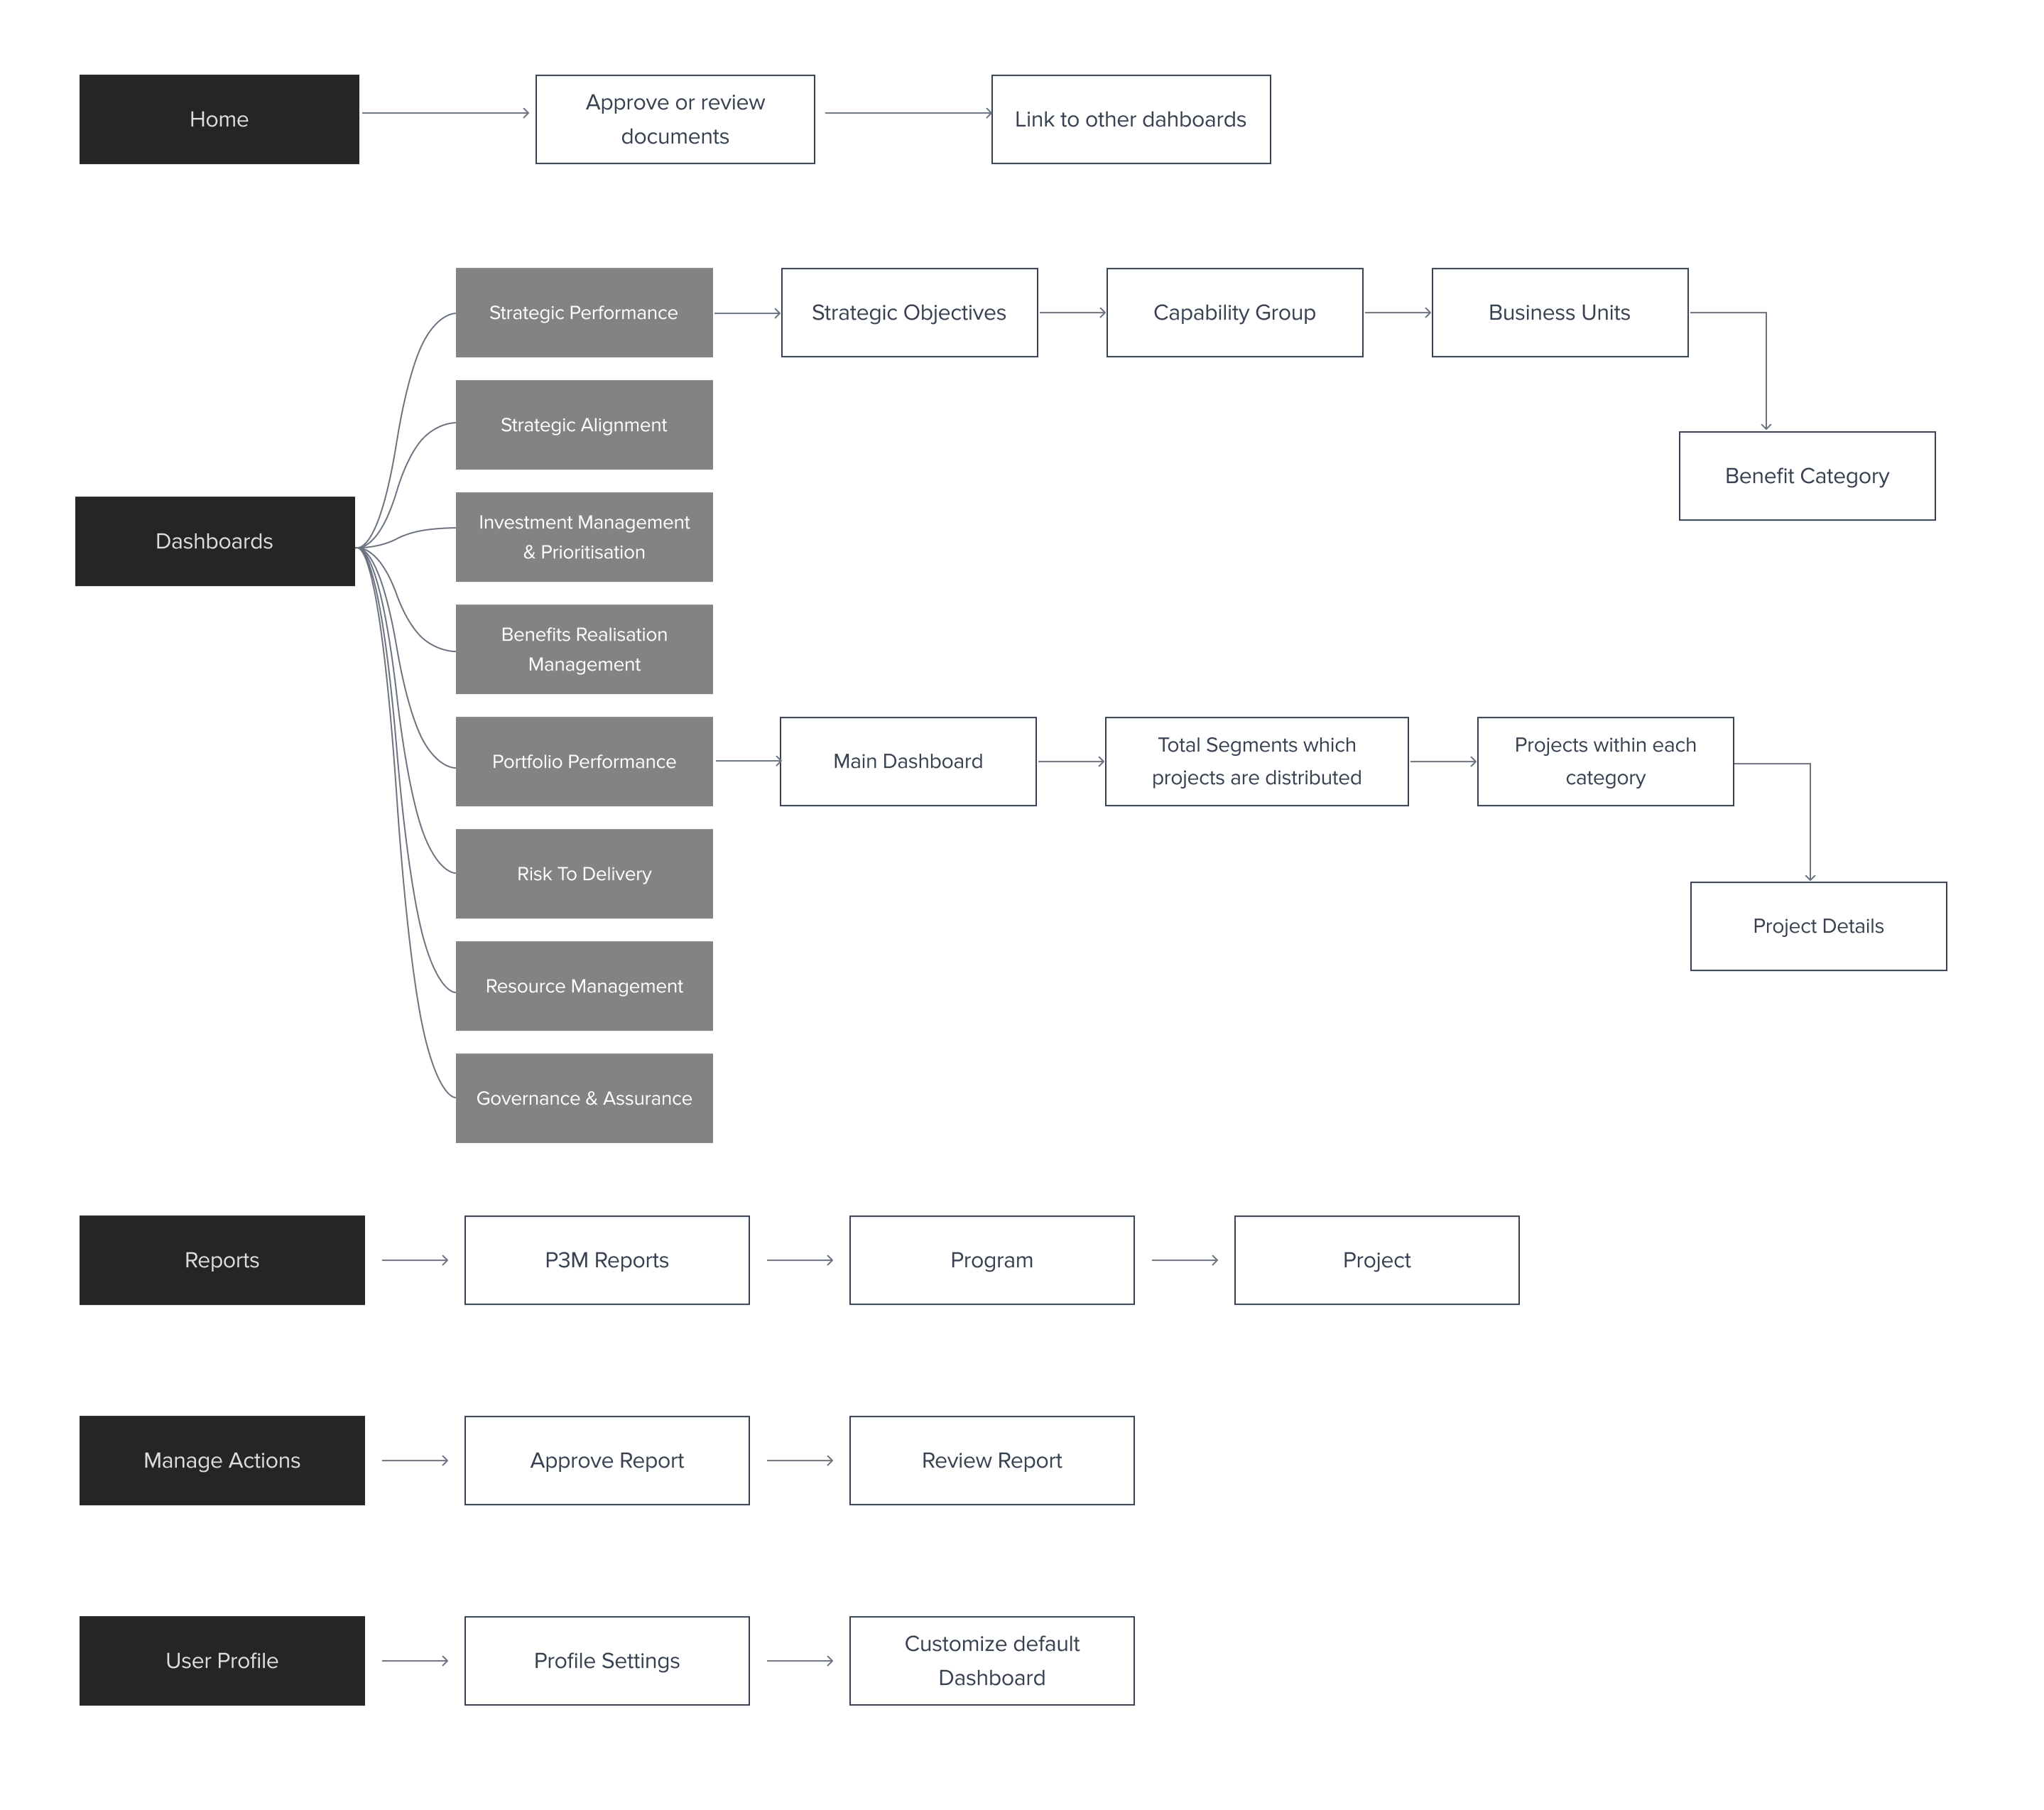 Home
Approve or review
documents
Link to other dahboards
Strategic Performance
Strategic Objectives
Capability Group
Business Units
Strategic Alignment
Benefit Category
Dashboards
Investment Management
& Prioritisation
Benefits Realisation
Management
Portfolio Performance
Main Dashboard
Total Segments which
projects are distributed
Projects within each
category
Risk To Delivery
Project Details
Resource Management
Governance & Assurance
Reports
P3M Reports
Program
Project
Manage Actions
Approve Report
Review Report
User Profile
Profile Settings
Customize default
Dashboard